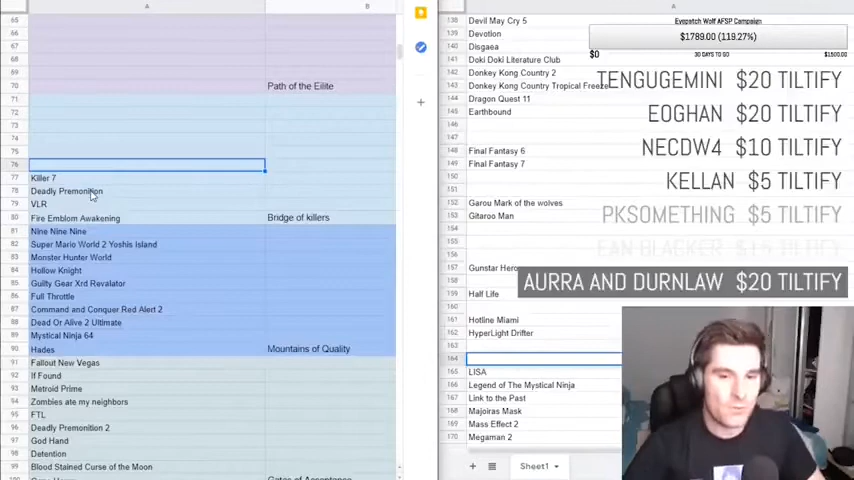 A
B
65
66
67
68
69
70 Path of the Eilite
71
72
73
74
75
76
77 Killer 7
78 Deadly Premonition
79 VLR
80 Fire Emblom Awakening Bridge of killers
81 Nine Nine Nine
82 Super Mario World 2 Yoshis Island
83 Monster Hunter World
84 Hollow Knight
85 Guilty Gear Xrd Revalator
86 Full Throttle
87 Command and Conquer Red Alert 2
88 Dead Or Alive 2 Ultimate
89 Mystical Ninja 64
90 Hades Mountains of Quality
91 Fallout New Vegas
92 If Found
93 Metroid Prime
94 Zombies ate my neighbors
95 FTL
96 Deadly Premonition 2
97 God Hand
98 Detention
99 Blood Stained Curse of the Moon
A
138 Devil May Cry 5
139 Devotion
140 Disgaea
141 Doki Doki Literature Club
142 Donkey Kong Country 2
143 Donkey Kong Country Tropical Freeze
144 Dragon Quest 11
145 Earthbound
146
147
148 Final Fantasy 6
149 Final Fantasy 7
150
151
152 Garou Mark of the wolves
153 Gitaroo Man
154
155
156
157 Gunstar Hero
159 Half Life
160
161 Hotline Miami
162 HyperLight Drifter
163
164
165 LISA
166 Legend of The Mystical Ninja
167 Link to the Past
168 Majoiras Mask
169 Mass Effect 2
170 Megaman 2
Sheet1
Eyepatch Wolf AFSP Campaign
$1789.00 (119.27%)
$0 30 DAYS TO GO $1500.00
TENGUGEMINI $20 TILTIFY
EOGHAN $20 TILTIFY
NECDW4 $10 TILTIFY
KELLAN $5 TILTIFY
PKSOMETHING $5 TILTIFY
AURRA AND DURNLAW $20 TILTIFY